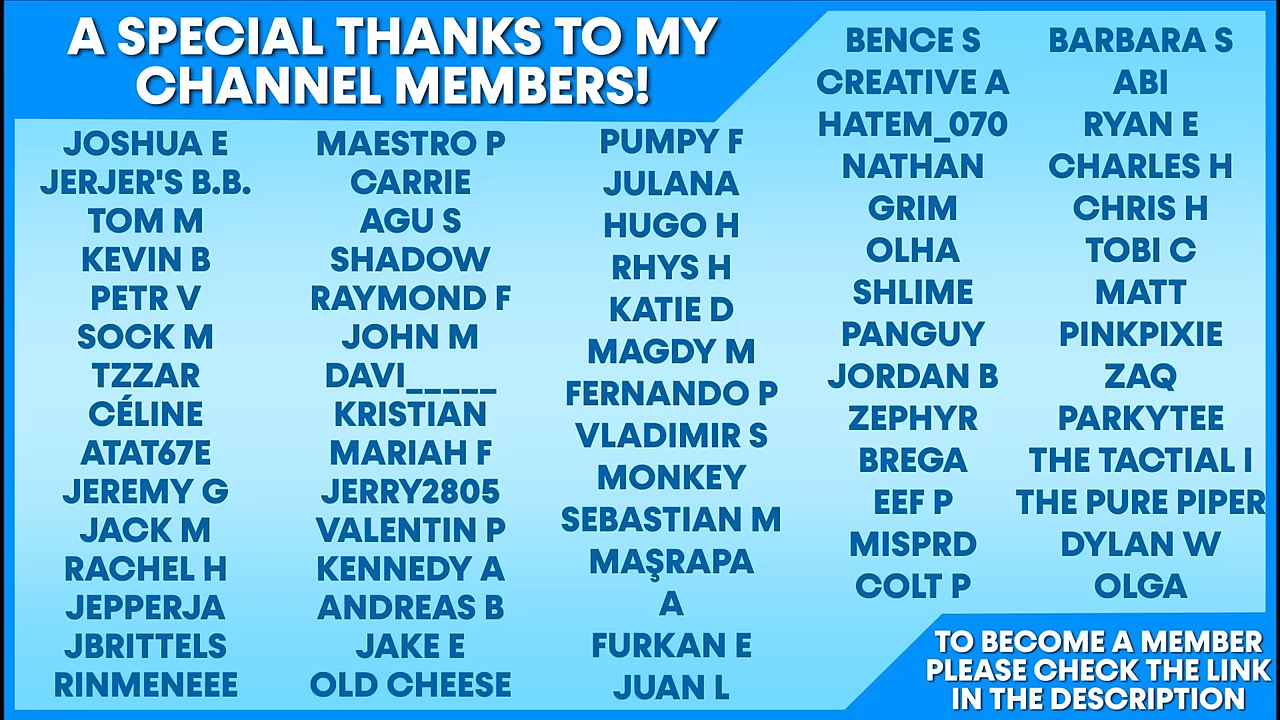 A SPECIAL THANKS TO MY
CHANNEL MEMBERS!
JOSHUA E
JERJER'S B.B.
TOM M
KEVIN B
PETR V
SOCK M
TZZAR
CÉLINE
ATAT67E
JEREMY G
JACK M
RACHEL H
JEPPERJA
JBRITTELS
RINMENEEE
MAESTRO P
CARRIE
AGU S
SHADOW
RAYMOND F
JOHN M
DAVI_____
KRISTIAN
MARIAH F
JERRY2805
VALENTIN P
KENNEDY A
ANDREAS B
JAKE E
OLD CHEESE
PUMPY F
JULANA
HUGO H
RHYS H
KATIE D
MAGDY M
FERNANDO P
VLADIMIR S
MONKEY
SEBASTIAN M
MAŞRAPA
A
FURKAN E
JUAN L
BENCE S
CREATIVE A
HATEM_070
NATHAN
GRIM
OLHA
SHLIME
PANGUY
JORDAN B
ZEPHYR
BREGA
EEF P
MISPRD
COLT P
BARBARA S
ABI
RYAN E
CHARLES H
CHRIS H
TOBI C
MATT
PINKPIXIE
ZAQ
PARKYTEE
THE TACTIAL I
THE PURE PIPER
DYLAN W
OLGA
TO BECOME A MEMBER
PLEASE CHECK THE LINK
IN THE DESCRIPTION